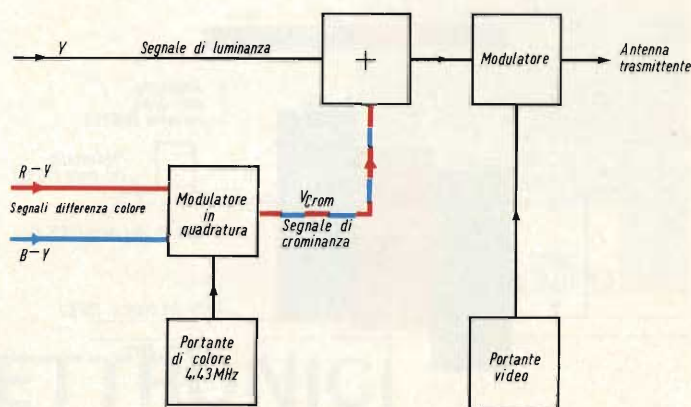 Y
Segnale di luminanza
+
Modulatore
Antenna
trasmittente
R-Y
Segnali differenza colore
B-Y
Modulatore
in
quadratura
VCrom
Segnale di
crominanza
Portante
di colore
4,43MHz
Portante
video